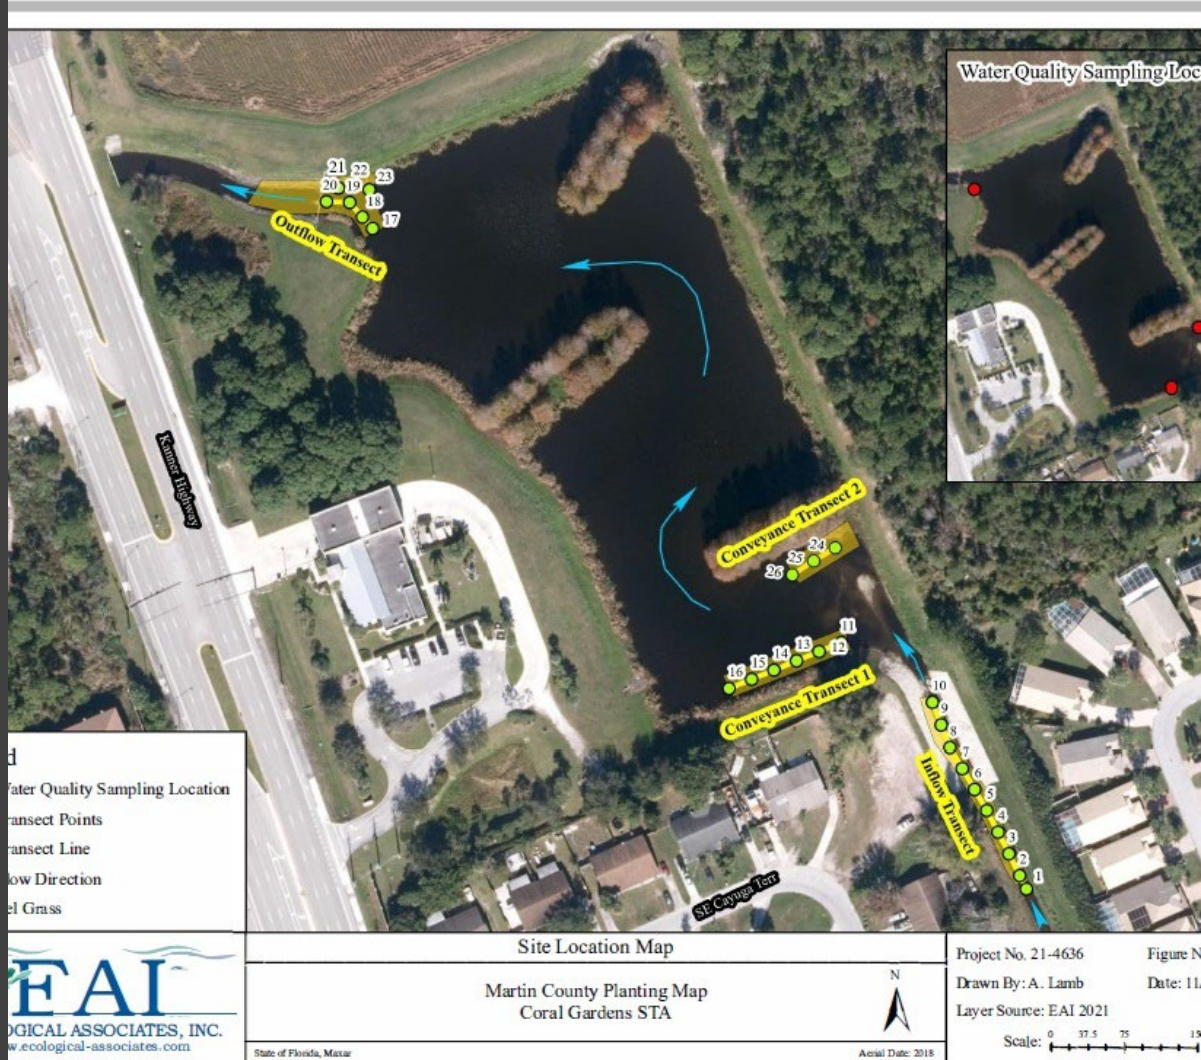 Water Quality Sampling Loc
21 22 23
20 19 18
17
Outflow Transect
Kanner Highway
Conveyance Transect 2
26 25 24
16 15 14 13 12 11
Conveyance Transect 1
10
9
8
7
6
5
4
3
2
1
Inflow Transect
SE Cayuga Terr
d
Water Quality Sampling Location
ransect Points
ransect Line
low Direction
el Grass
EAI
OGICAL ASSOCIATES, INC.
w.ecological-associates.com
Site Location Map
Martin County Planting Map
Coral Gardens STA
N
State of Florida, Maxar
Aerial Date: 2018
Project No. 21-4636 Figure N
Drawn By: A. Lamb Date: 11/
Layer Source: EAI 2021
Scale: 0 37.5 75 150